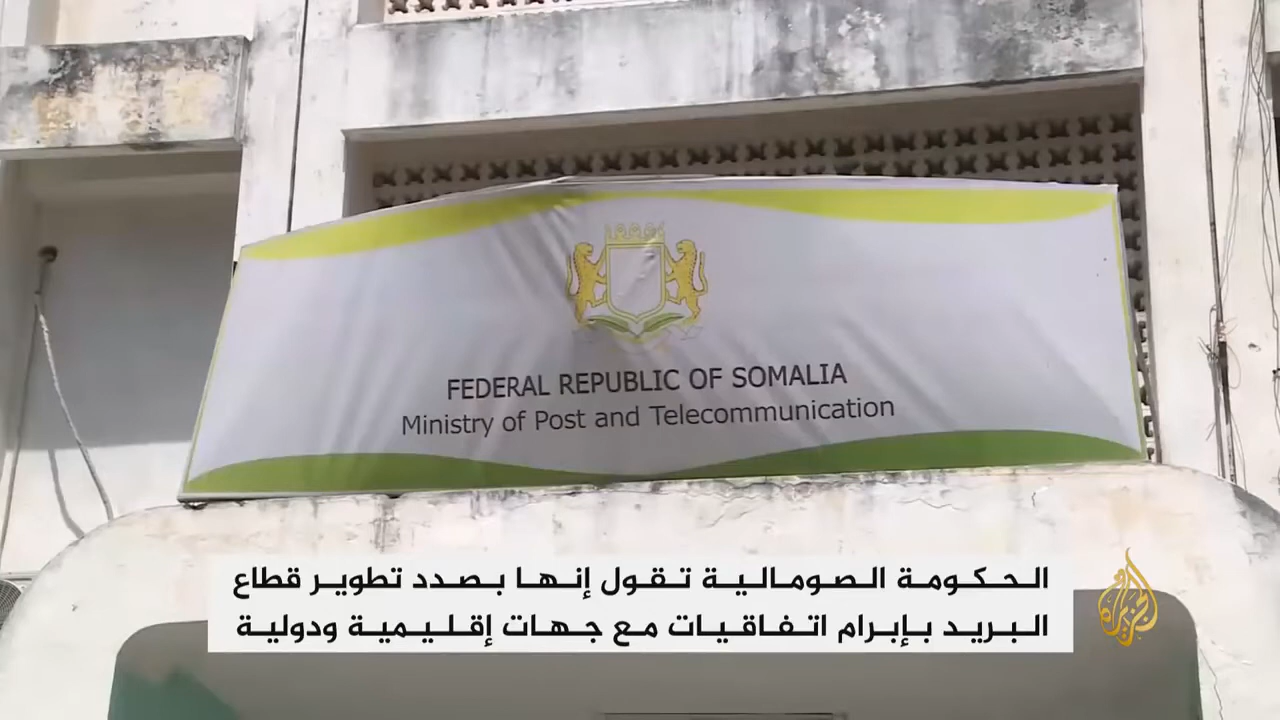 FEDERAL REPUBLIC OF SOMALIA
Ministry of Post and Telecommunication
الحكومة الصومالية تقول إنها بصدد تطوير قطاع
البريد بإبرام اتفاقيات مع جهات إقليمية ودولية
الجزيرة